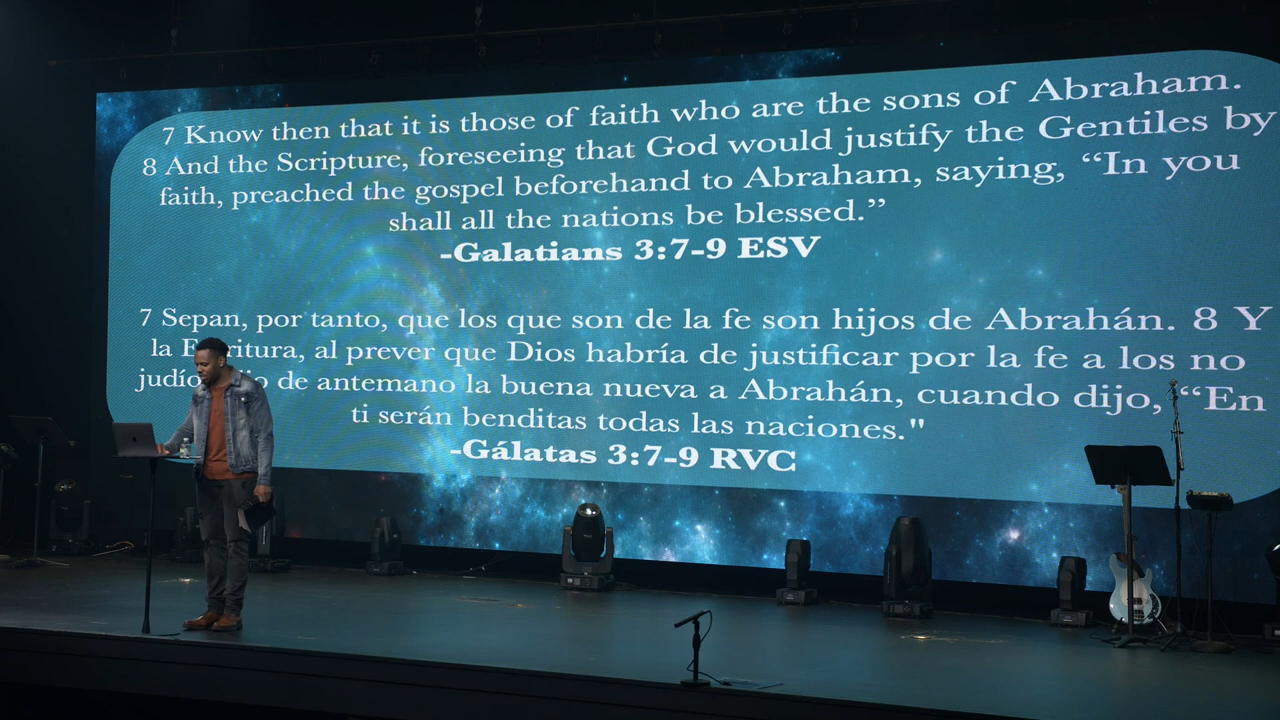 7 Know then that it is those of faith who are the sons of Abraham.
8 And the Scripture, foreseeing that God would justify the Gentiles by
faith, preached the gospel beforehand to Abraham, saying, “In you
shall all the nations be blessed.”
-Galatians 3:7-9 ESV
7 Sepan, por tanto, que los que son de la fe son hijos de Abrahán. 8 Y
la al prever que Dios habría de justificar por la fe a los no
de antemano la buena nueva a Abrahán, cuando dijo, “En
ti serán benditas todas las naciones."
-Gálatas 3:7-9 RVC